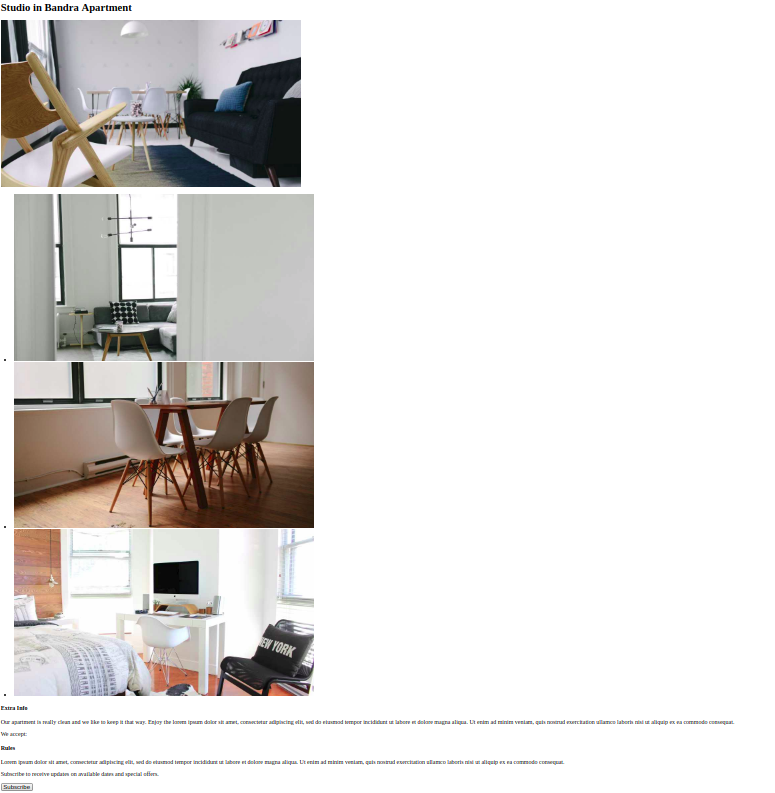 Studio in Bandra Apartment
NEW YORK
Extra Info
Our apartment is really clean and we like to keep it that way. Enjoy the lorem ipsum dolor sit amet, consectetur adipiscing elit, sed do eiusmod tempor incididunt ut labore et dolore magna aliqua. Ut enim ad minim veniam, quis nostrud exercitation ullamco laboris nisi ut aliquip ex ea commodo consequat.
We accept:
Rules
Lorem ipsum dolor sit amet, consectetur adipiscing elit, sed do eiusmod tempor incididunt ut labore et dolore magna aliqua. Ut enim ad minim veniam, quis nostrud exercitation ullamco laboris nisi ut aliquip ex ea commodo consequat.
Subscribe to receive updates on available dates and special offers.
Subscribe